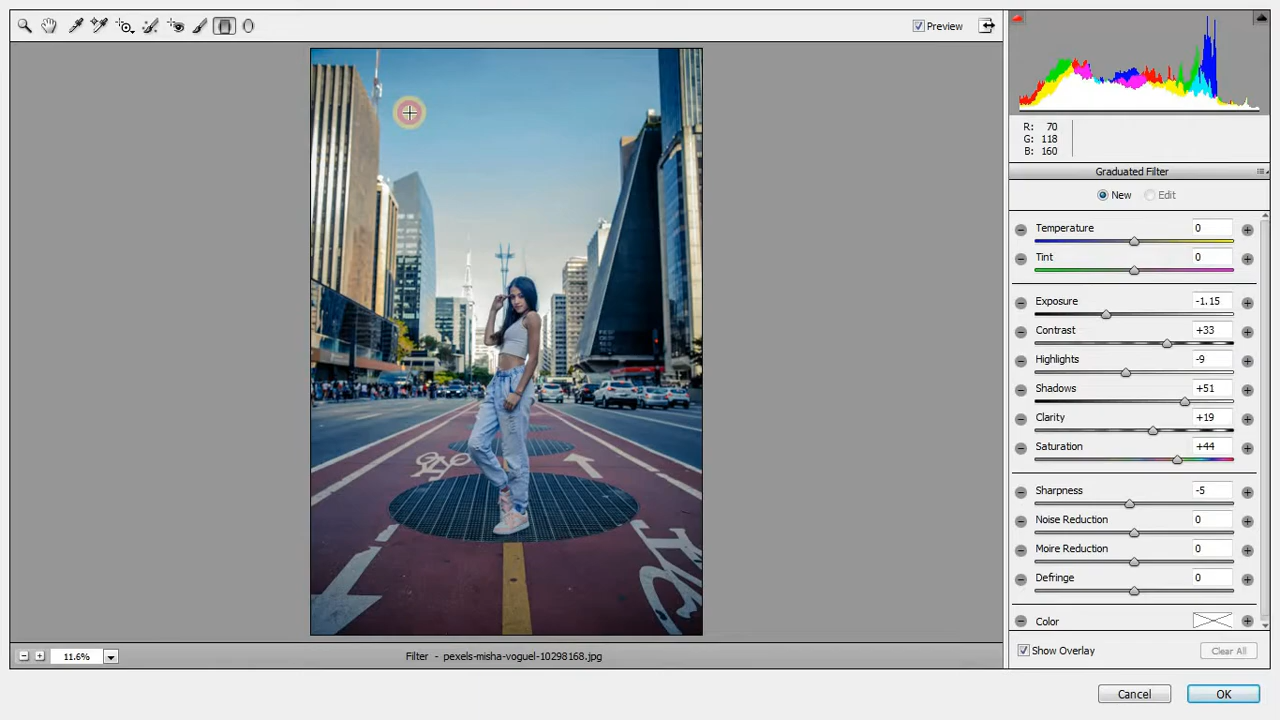 Preview
R: 70
G: 118
B: 160
Graduated Filter
New Edit
Temperature 0
Tint 0
Exposure -1.15
Contrast +33
Highlights -9
Shadows +51
Clarity +19
Saturation +44
Sharpness -5
Noise Reduction 0
Moire Reduction 0
Defringe 0
Color
Show Overlay Clear All
11.6% Filter - pexels-misha-voguel-10298168.jpg
Cancel OK